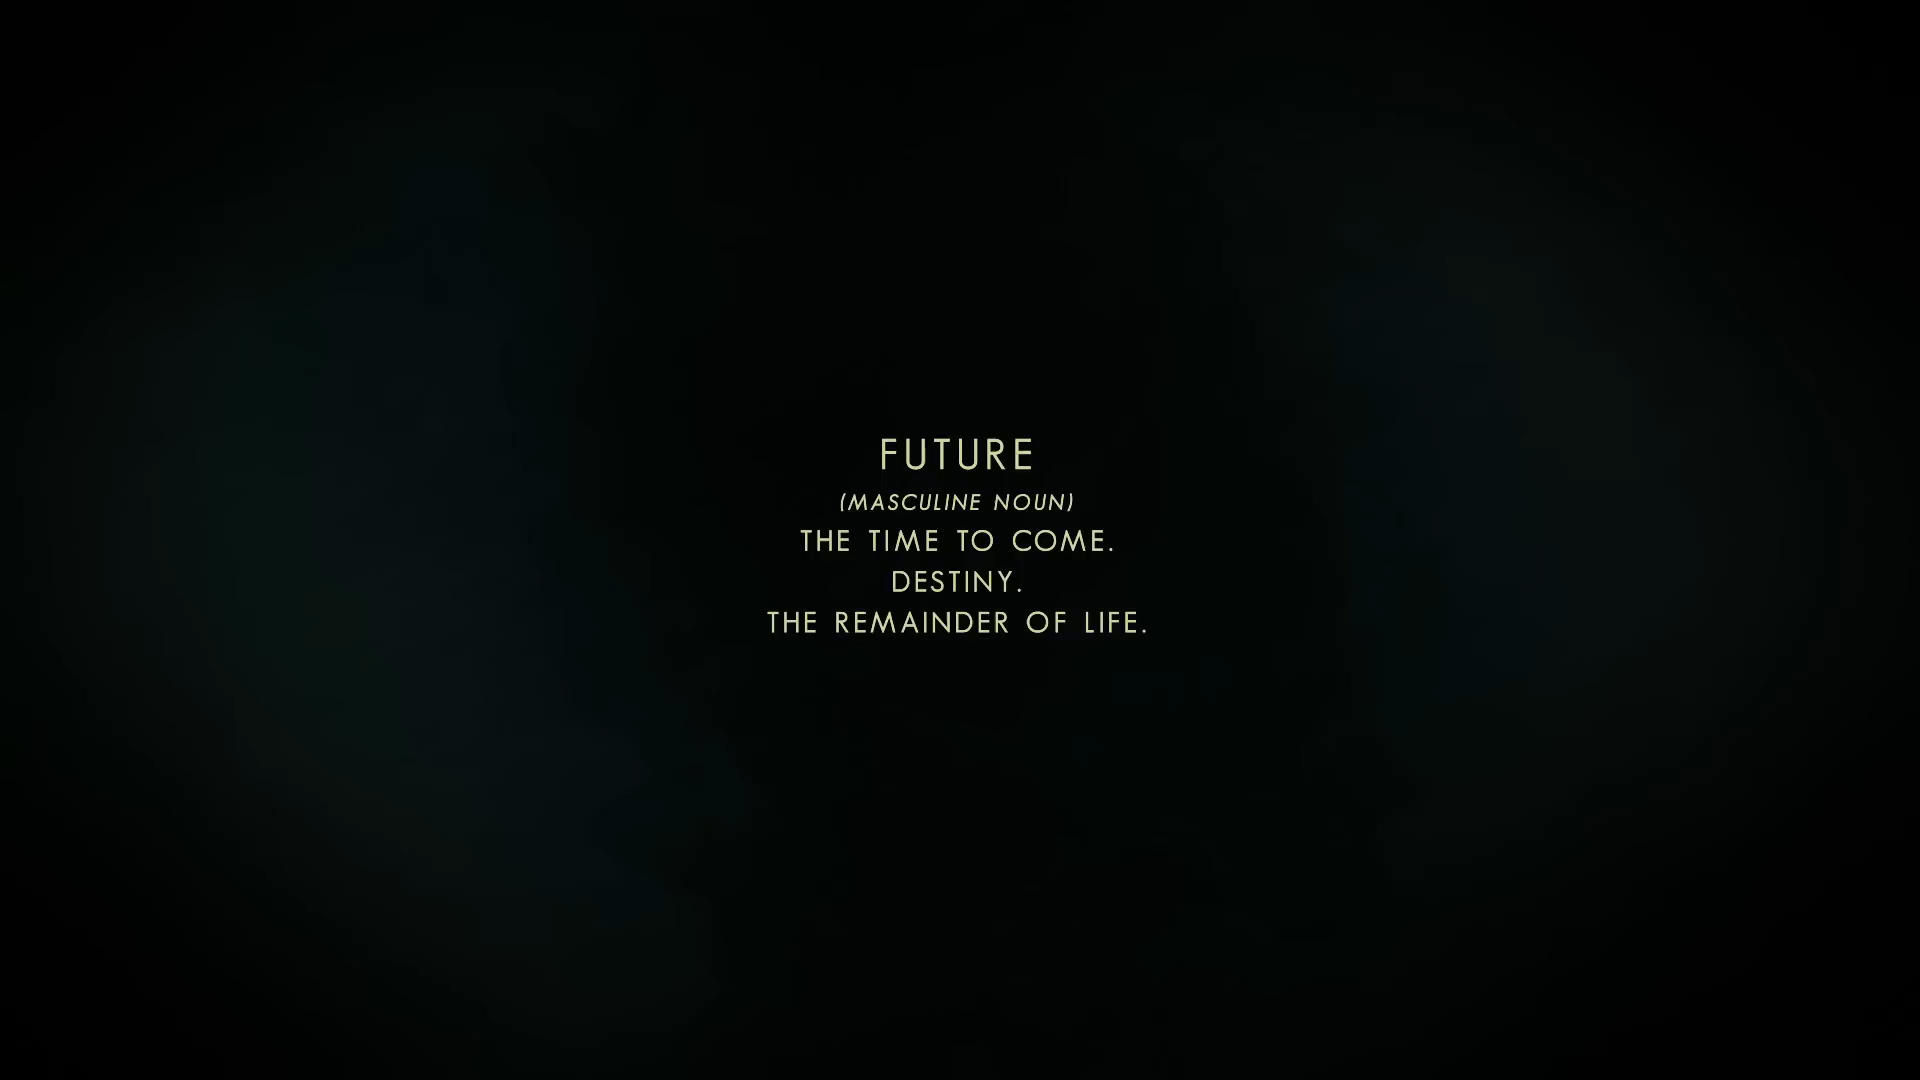 FUTURE
(MASCULINE NOUN)
THE TIME TO COME.
DESTINY.
THE REMAINDER OF LIFE.